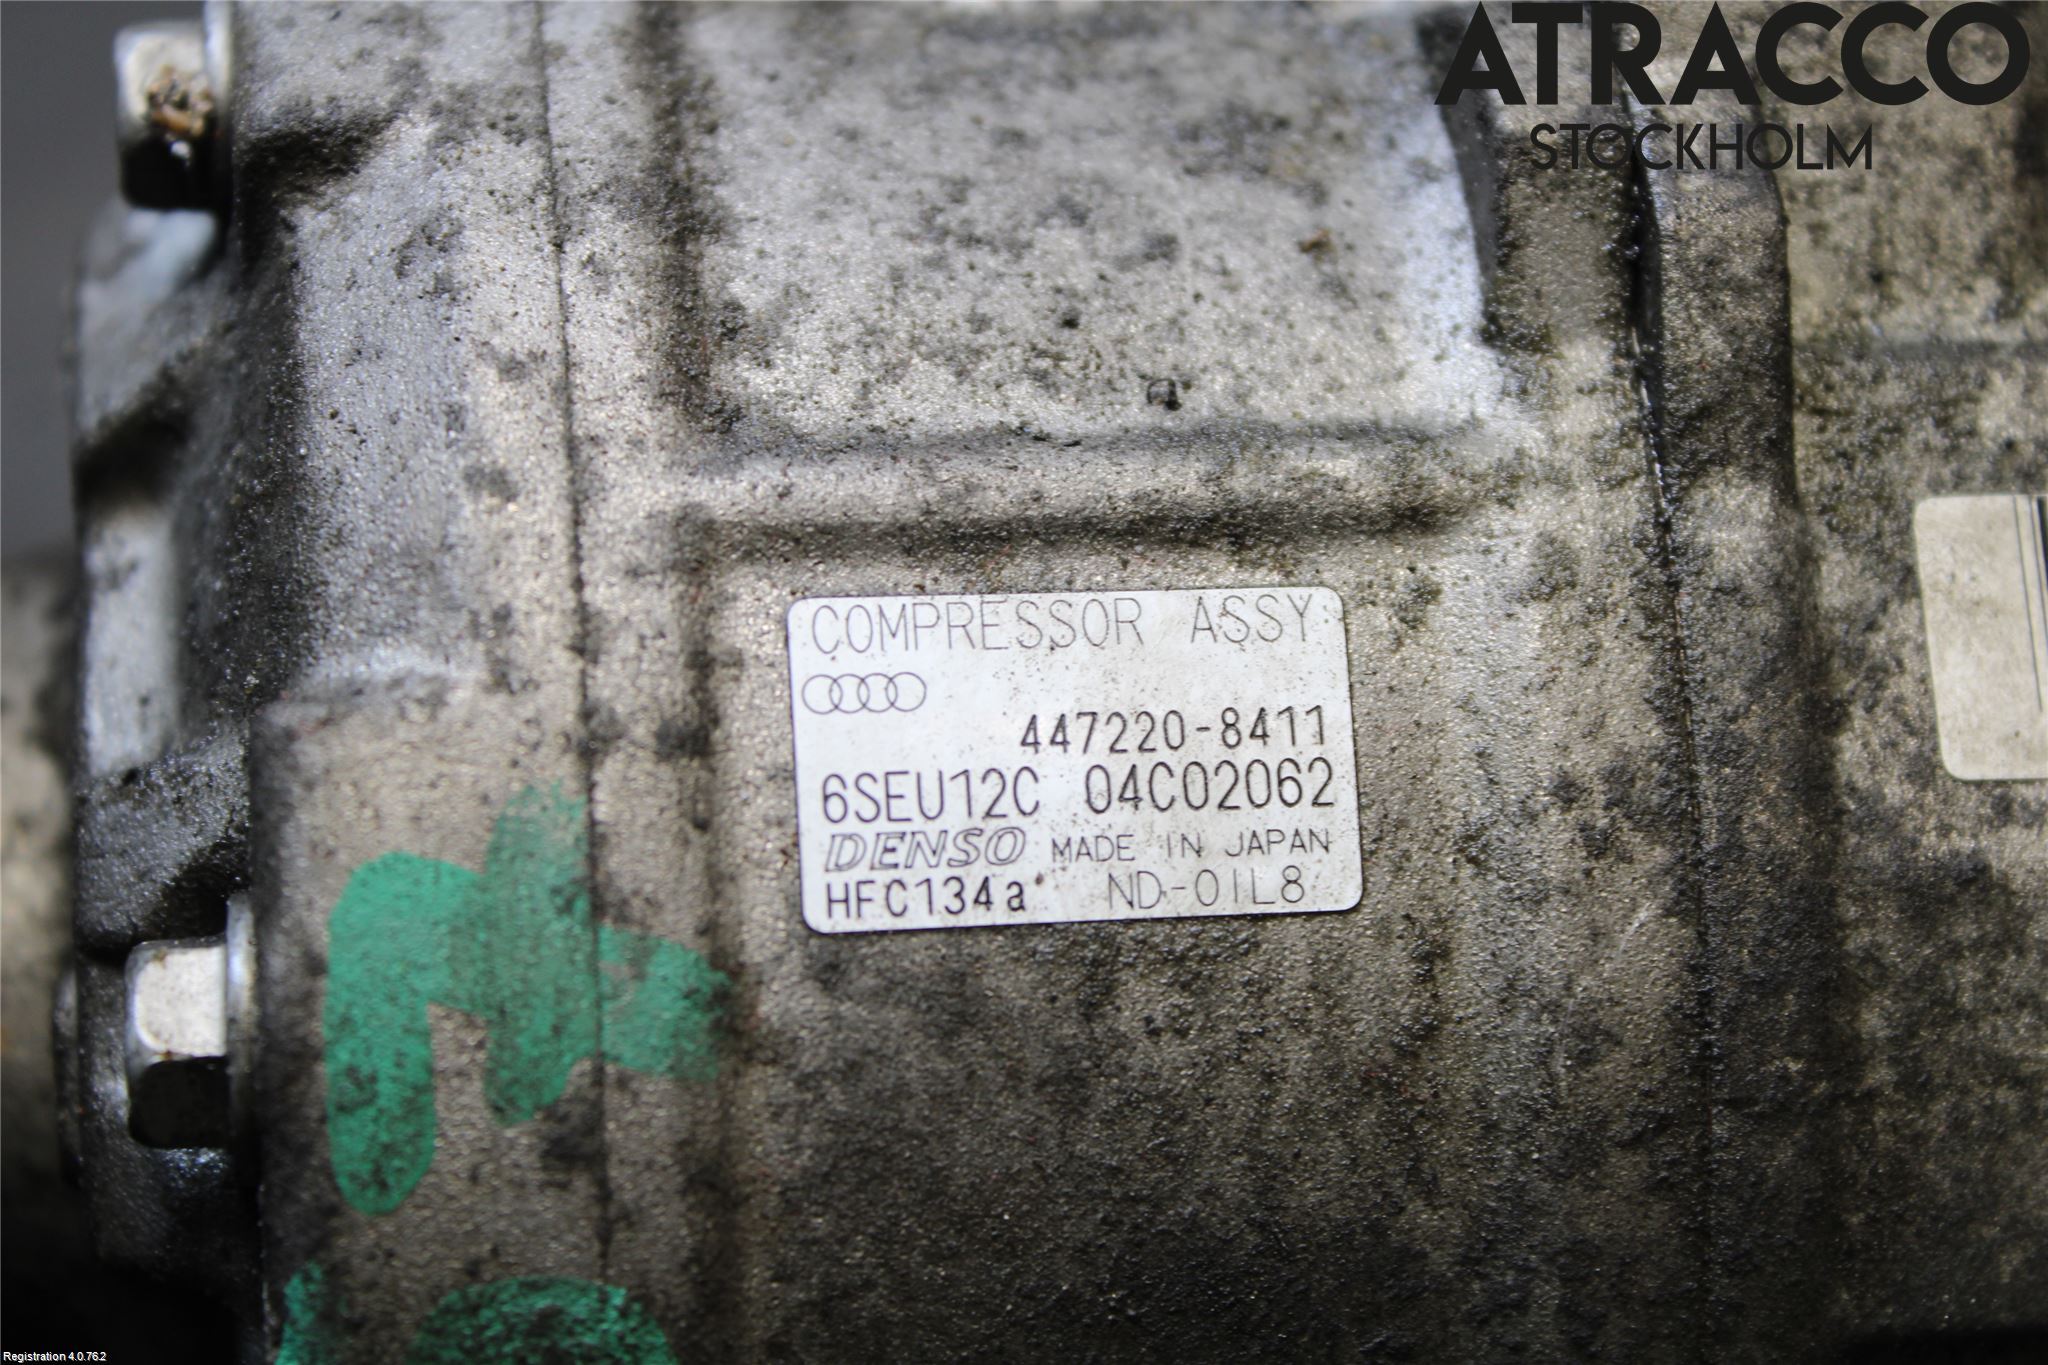 ATRACCO
STOCKHOLM
COMPRESSOR ASSY
447220-8411
6SEU12C 04C02062
DENSO MADE IN JAPAN
HFC134a ND-OIL8
Registration 4.0.76.2